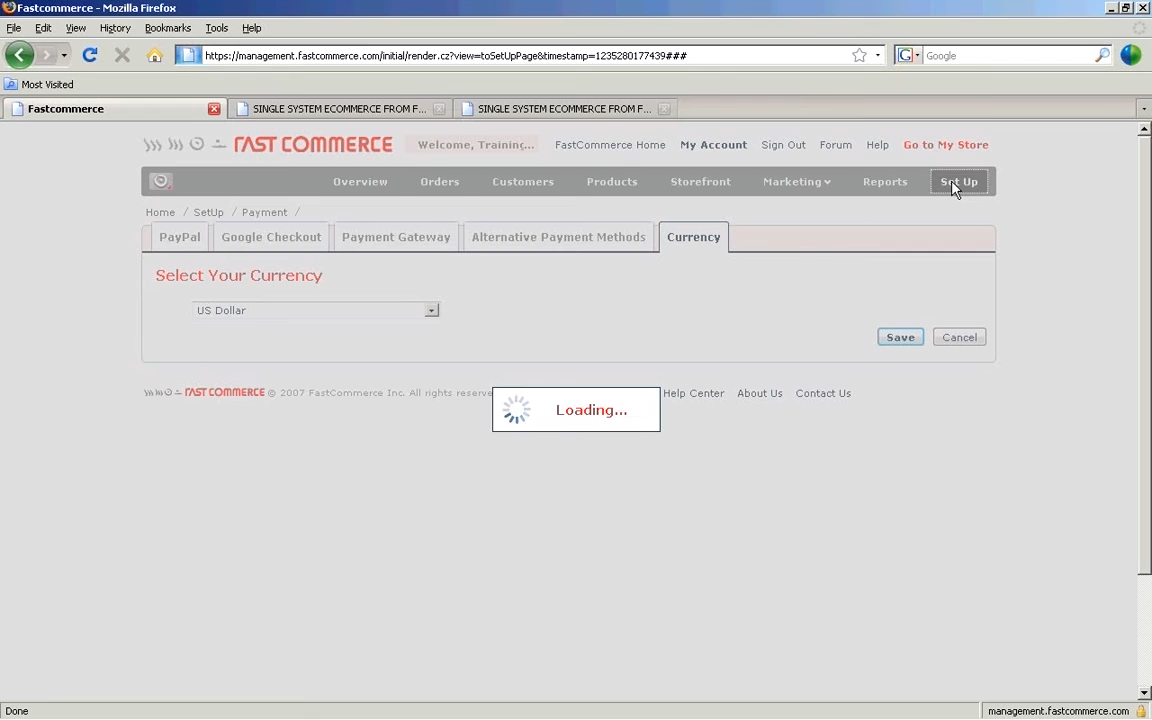 Fastcommerce - Mozilla Firefox
File Edit View History Bookmarks Tools Help
https://management.fastcommerce.com/initial/render.cz?view=toSetUpPage&timestamp=1235280177439###
Google
Most Visited
Fastcommerce
SINGLE SYSTEM ECOMMERCE FROM F...
SINGLE SYSTEM ECOMMERCE FROM F...
FAST COMMERCE
Welcome, Training...
FastCommerce Home My Account Sign Out Forum Help Go to My Store
Overview Orders Customers Products Storefront Marketing Reports Set Up
Home / SetUp / Payment /
PayPal Google Checkout Payment Gateway Alternative Payment Methods Currency
Select Your Currency
US Dollar
Save Cancel
FAST COMMERCE © 2007 FastCommerce Inc. All rights reserve
Help Center About Us Contact Us
Loading...
Done
management.fastcommerce.com